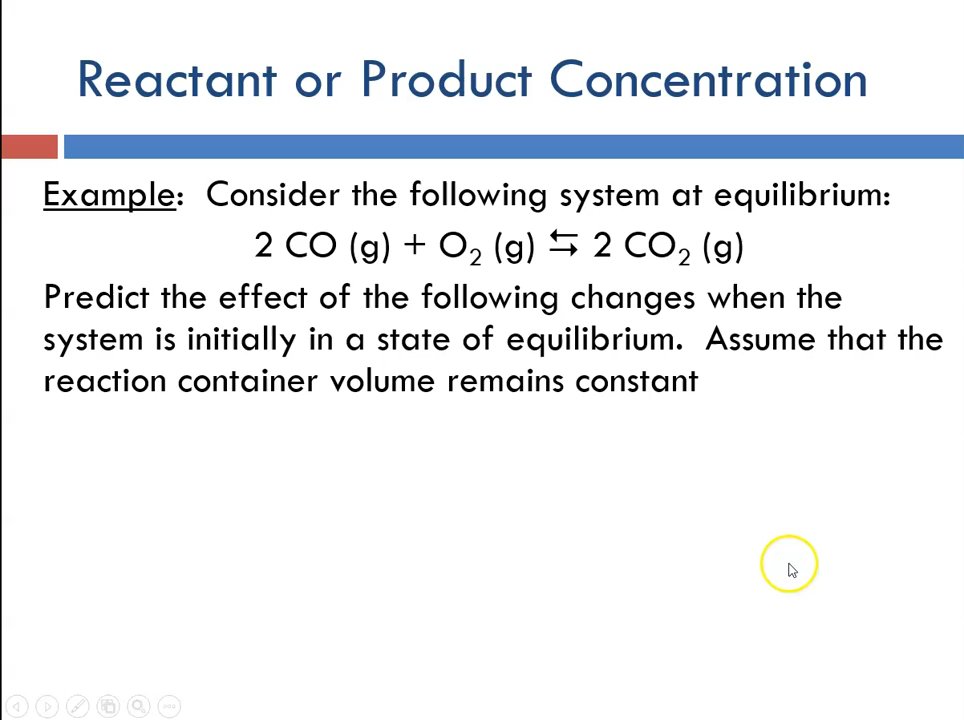 Reactant or Product Concentration
Example: Consider the following system at equilibrium:
2 CO (g) + O₂ (g) ⇆ 2 CO₂ (g)
Predict the effect of the following changes when the
system is initially in a state of equilibrium. Assume that the
reaction container volume remains constant